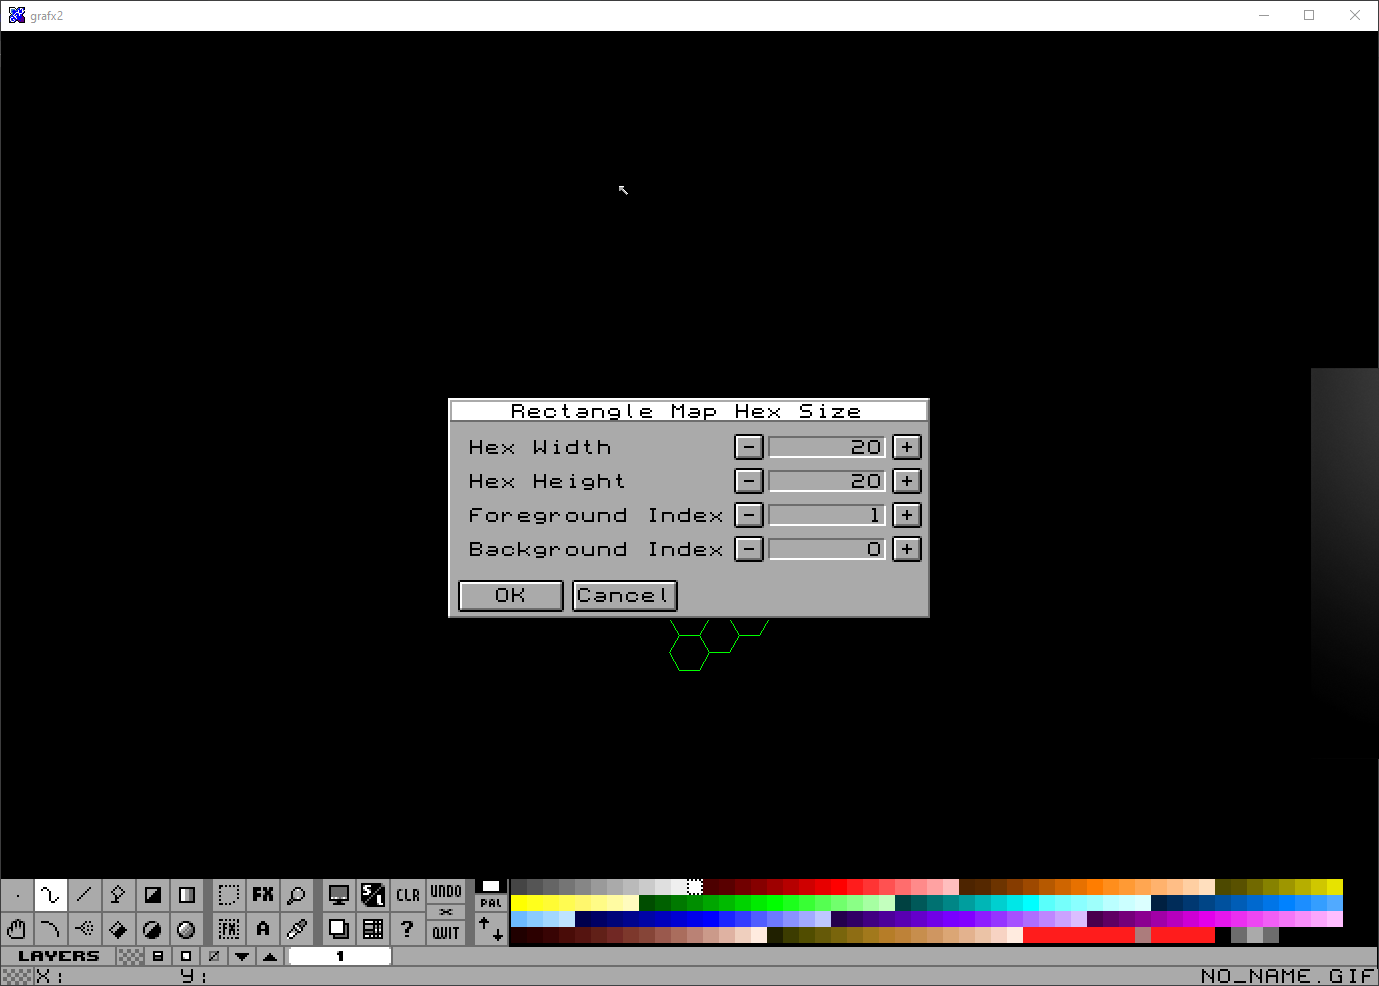 grafx2
Rectangle Map Hex Size
Hex Width - 20 +
Hex Height - 20 +
Foreground Index - 1 +
Background Index - 0 +
OK Cancel
FX S/L CLR UNDO
PAL
FX A ? QUIT
LAYERS 1
X: Y: NO_NAME.GIF